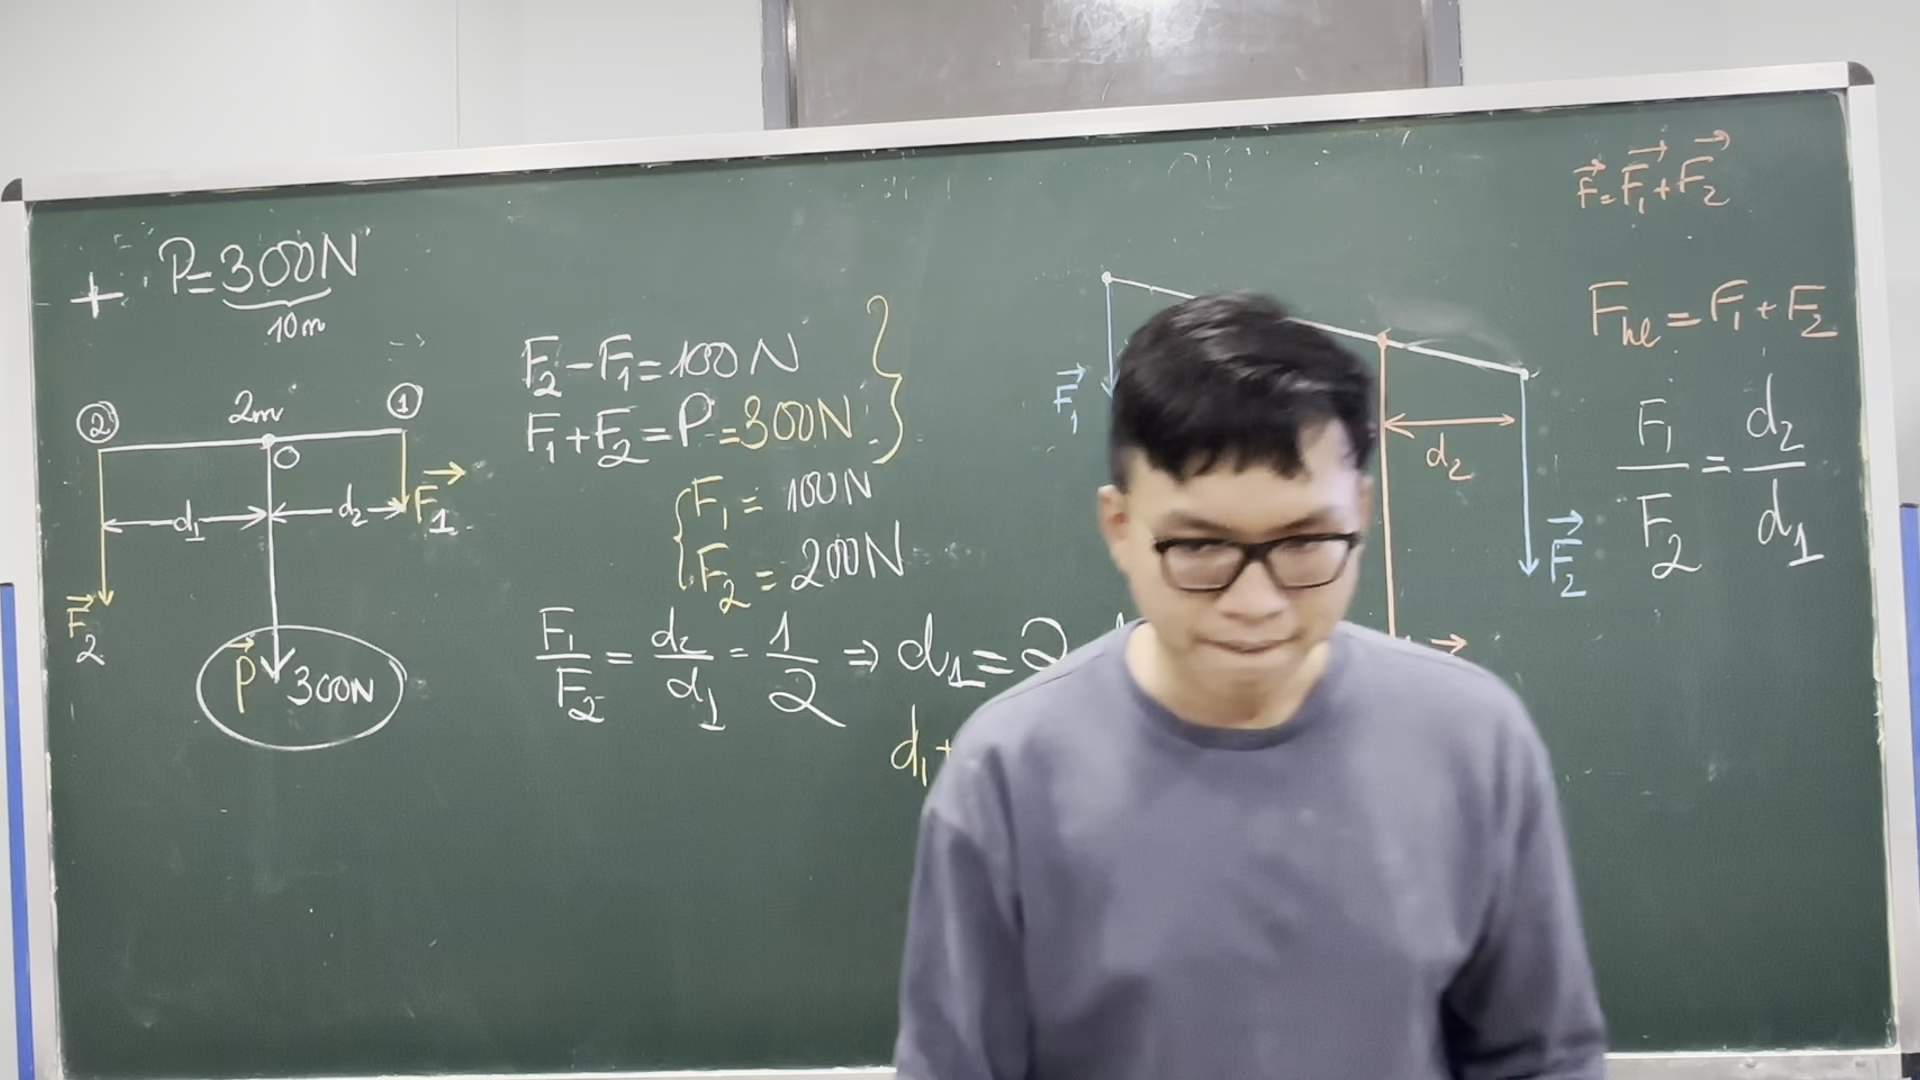 + P=300N
10m
② 2m ①
O
d₁ d₂ F₁
F₂
P 300N
F₂-F₁=100N
F₁+F₂=P=300N
F₁=100N
F₂=200N
F₁/F₂=d₂/d₁=1/2⇒d₁=2
d₁+
F₁
d₂
F₂
F=F₁+F₂
Fhl=F₁+F₂
F₁/F₂=d₂/d₁